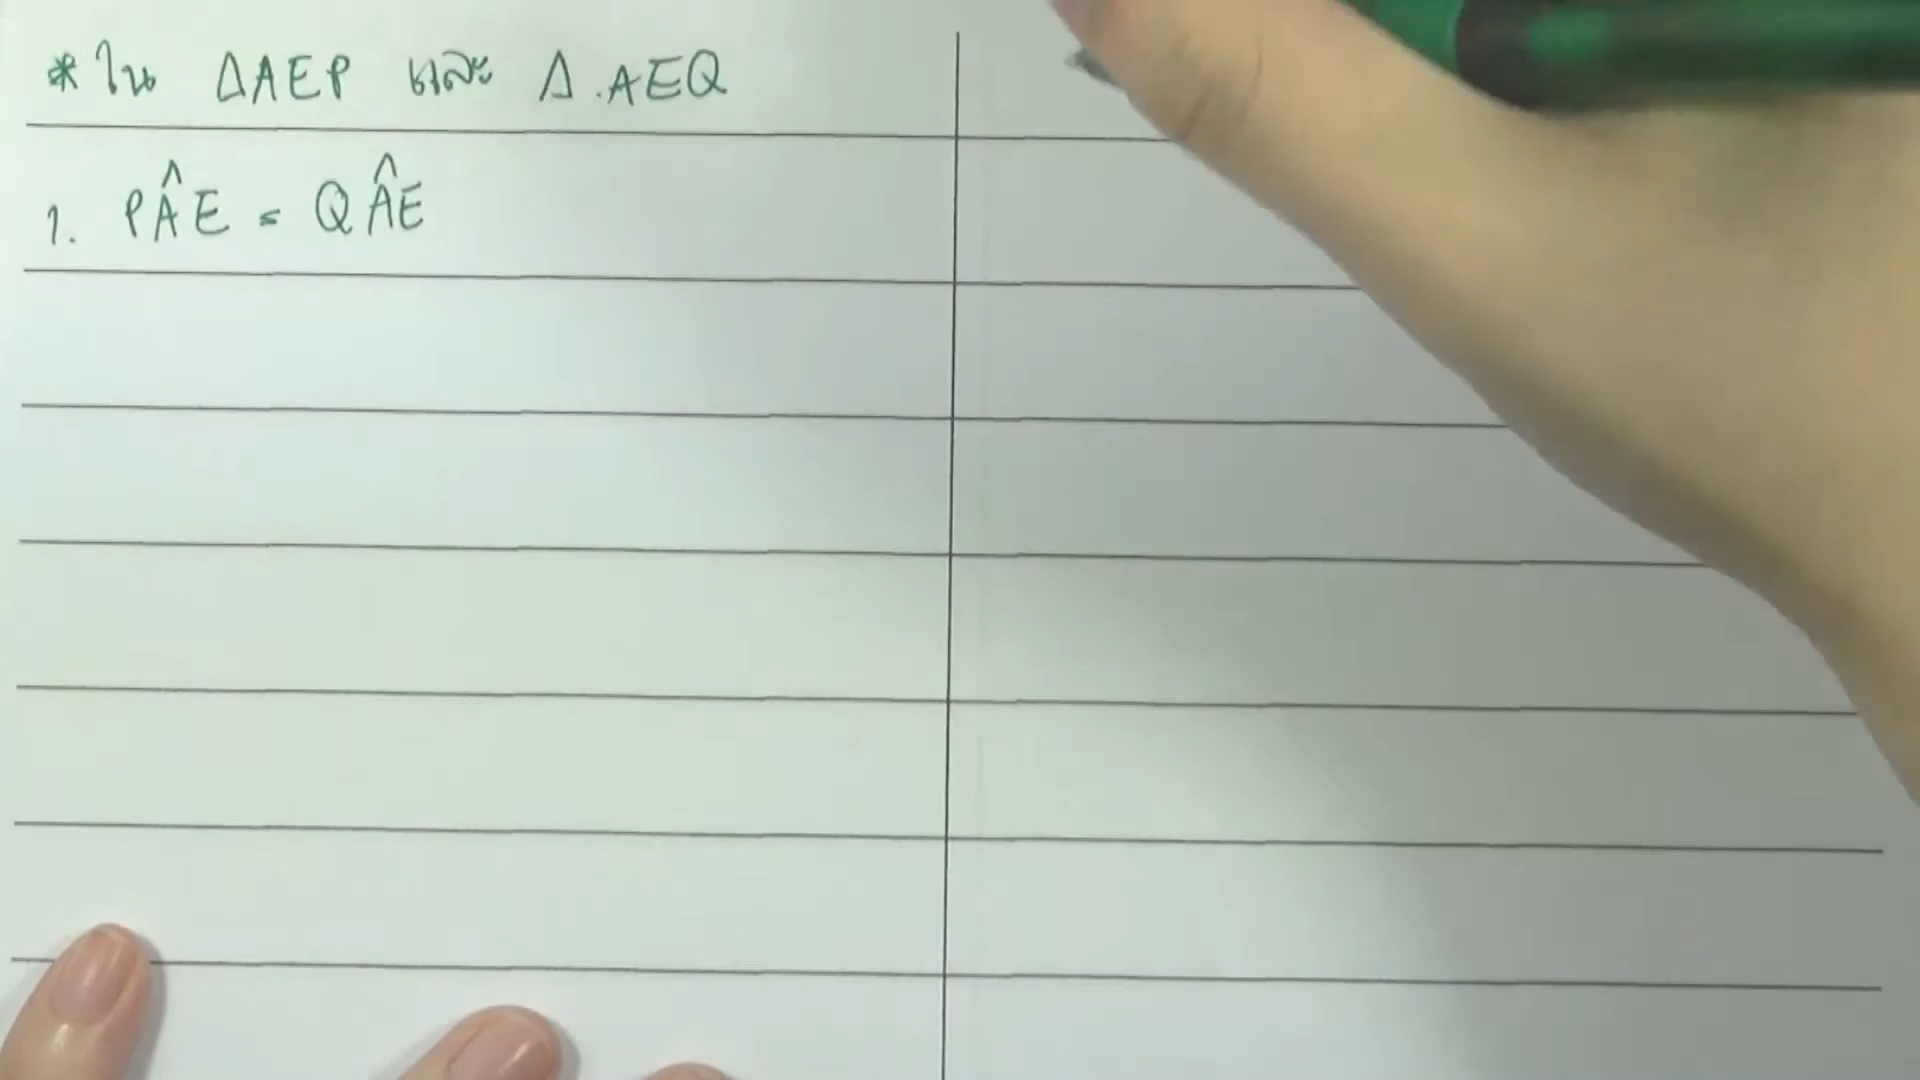 * ใน ΔAEP และ Δ.AEQ
1. PÂE = QÂE